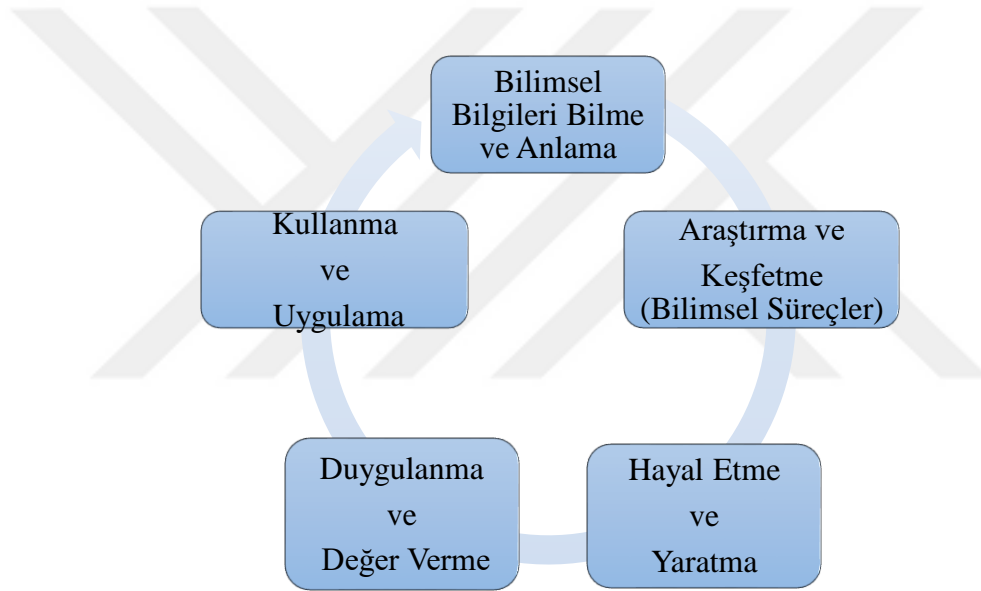 Bilimsel
Bilgileri Bilme
ve Anlama
Araştırma ve
Keşfetme
(Bilimsel Süreçler)
Hayal Etme
ve
Yaratma
Duygulanma
ve
Değer Verme
Kullanma
ve
Uygulama